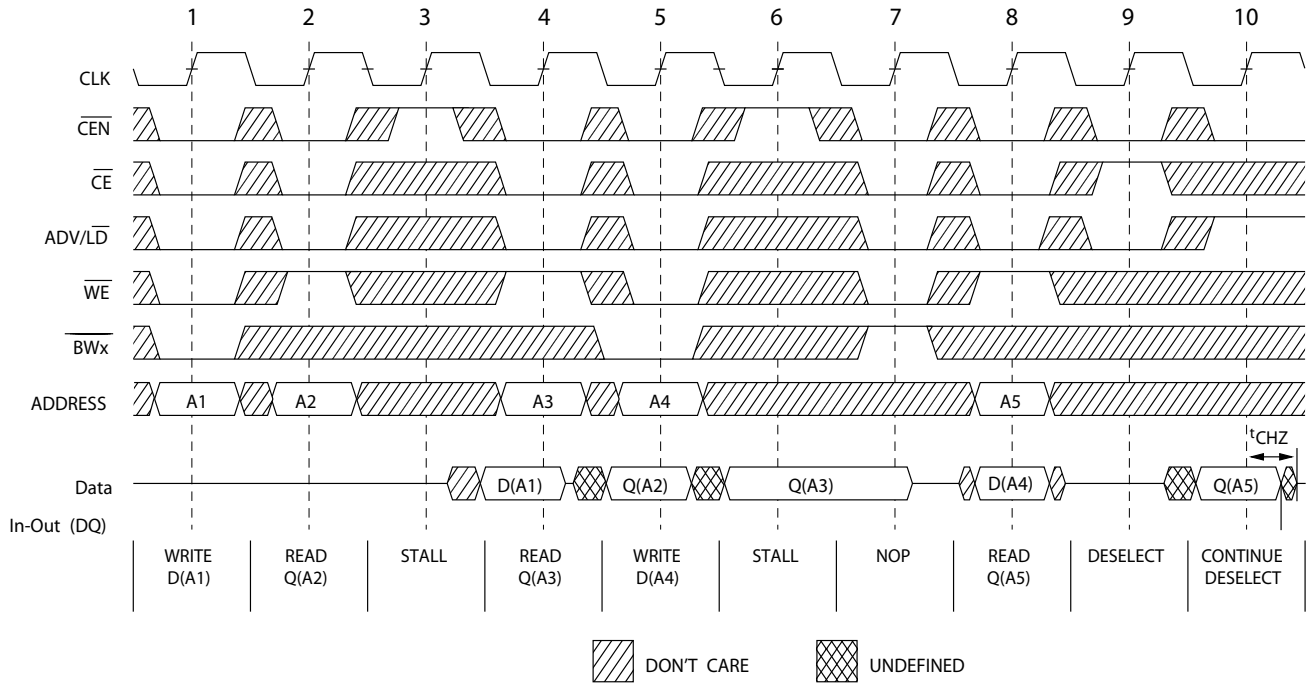 1 2 3 4 5 6 7 8 9 10
CLK
CEN
CE
ADV/LD
WE
BWx
ADDRESS A1 A2 A3 A4 A5
tCHZ
Data D(A1) Q(A2) Q(A3) D(A4) Q(A5)
In-Out (DQ)
WRITE READ STALL READ WRITE STALL NOP READ DESELECT CONTINUE
D(A1) Q(A2) Q(A3) D(A4) Q(A5) DESELECT
DON'T CARE UNDEFINED